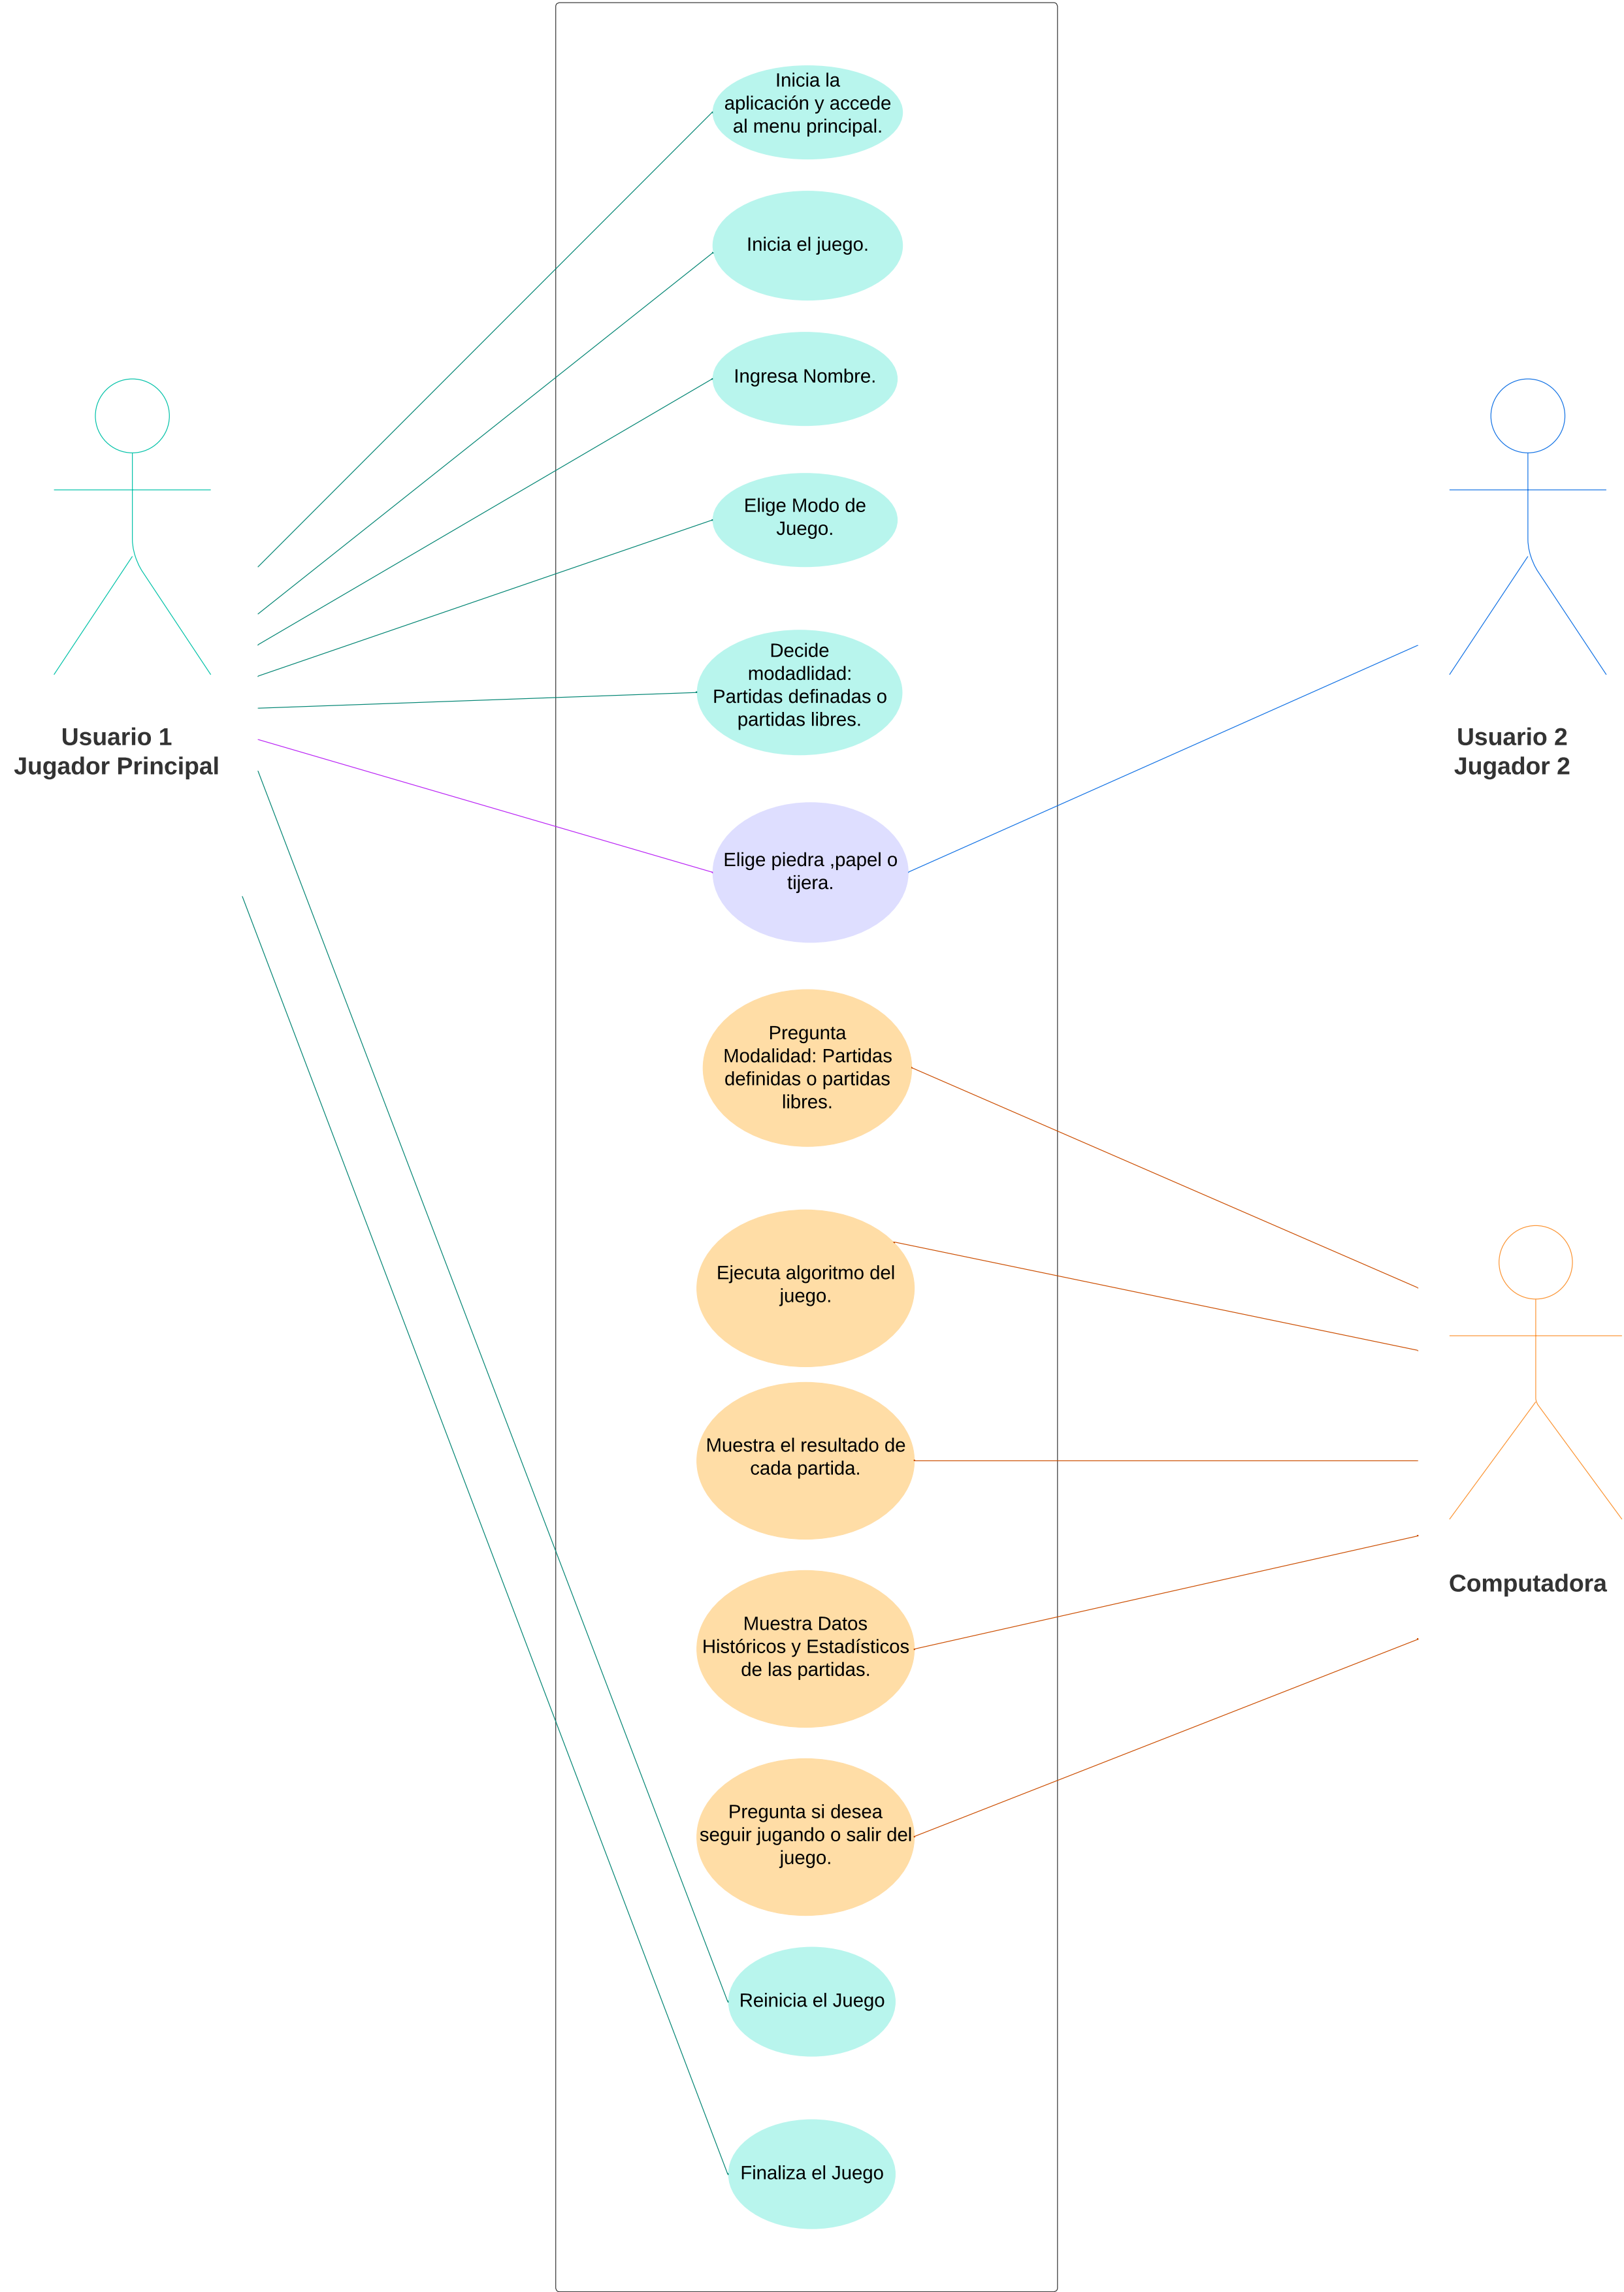 Inicia la
aplicación y accede
al menu principal.
Inicia el juego.
Ingresa Nombre.
Elige Modo de
Juego.
Decide
modadlidad:
Partidas definadas o
partidas libres.
Usuario 1
Jugador Principal
Usuario 2
Jugador 2
Elige piedra ,papel o
tijera.
Pregunta
Modalidad: Partidas
definidas o partidas
libres.
Ejecuta algoritmo del
juego.
Muestra el resultado de
cada partida.
Computadora
Muestra Datos
Históricos y Estadísticos
de las partidas.
Pregunta si desea
seguir jugando o salir del
juego.
Reinicia el Juego
Finaliza el Juego